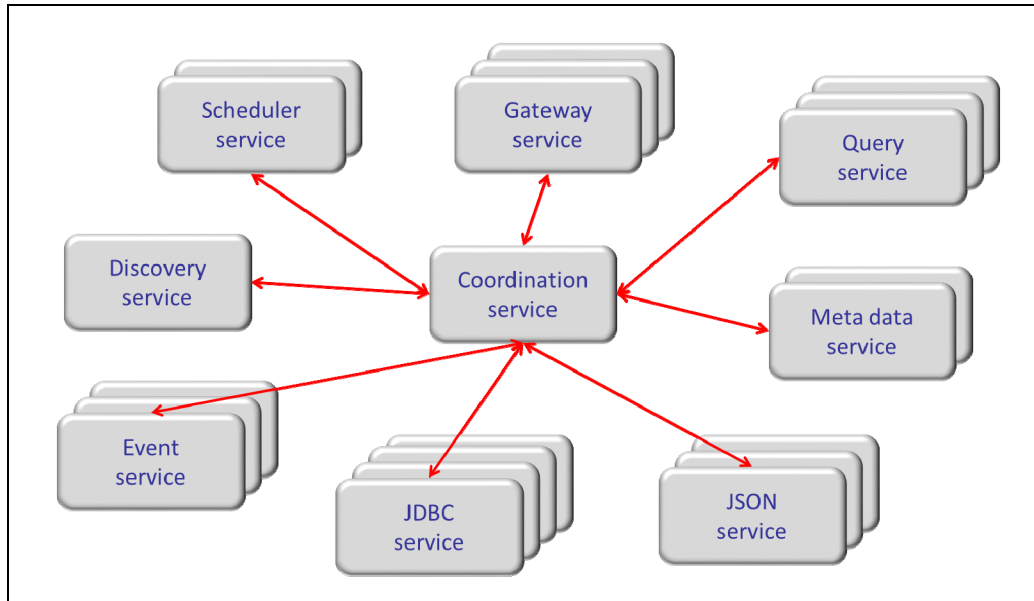 Scheduler
service
Gateway
service
Query
service
Discovery
service
Coordination
service
Meta data
service
Event
service
JDBC
service
JSON
service